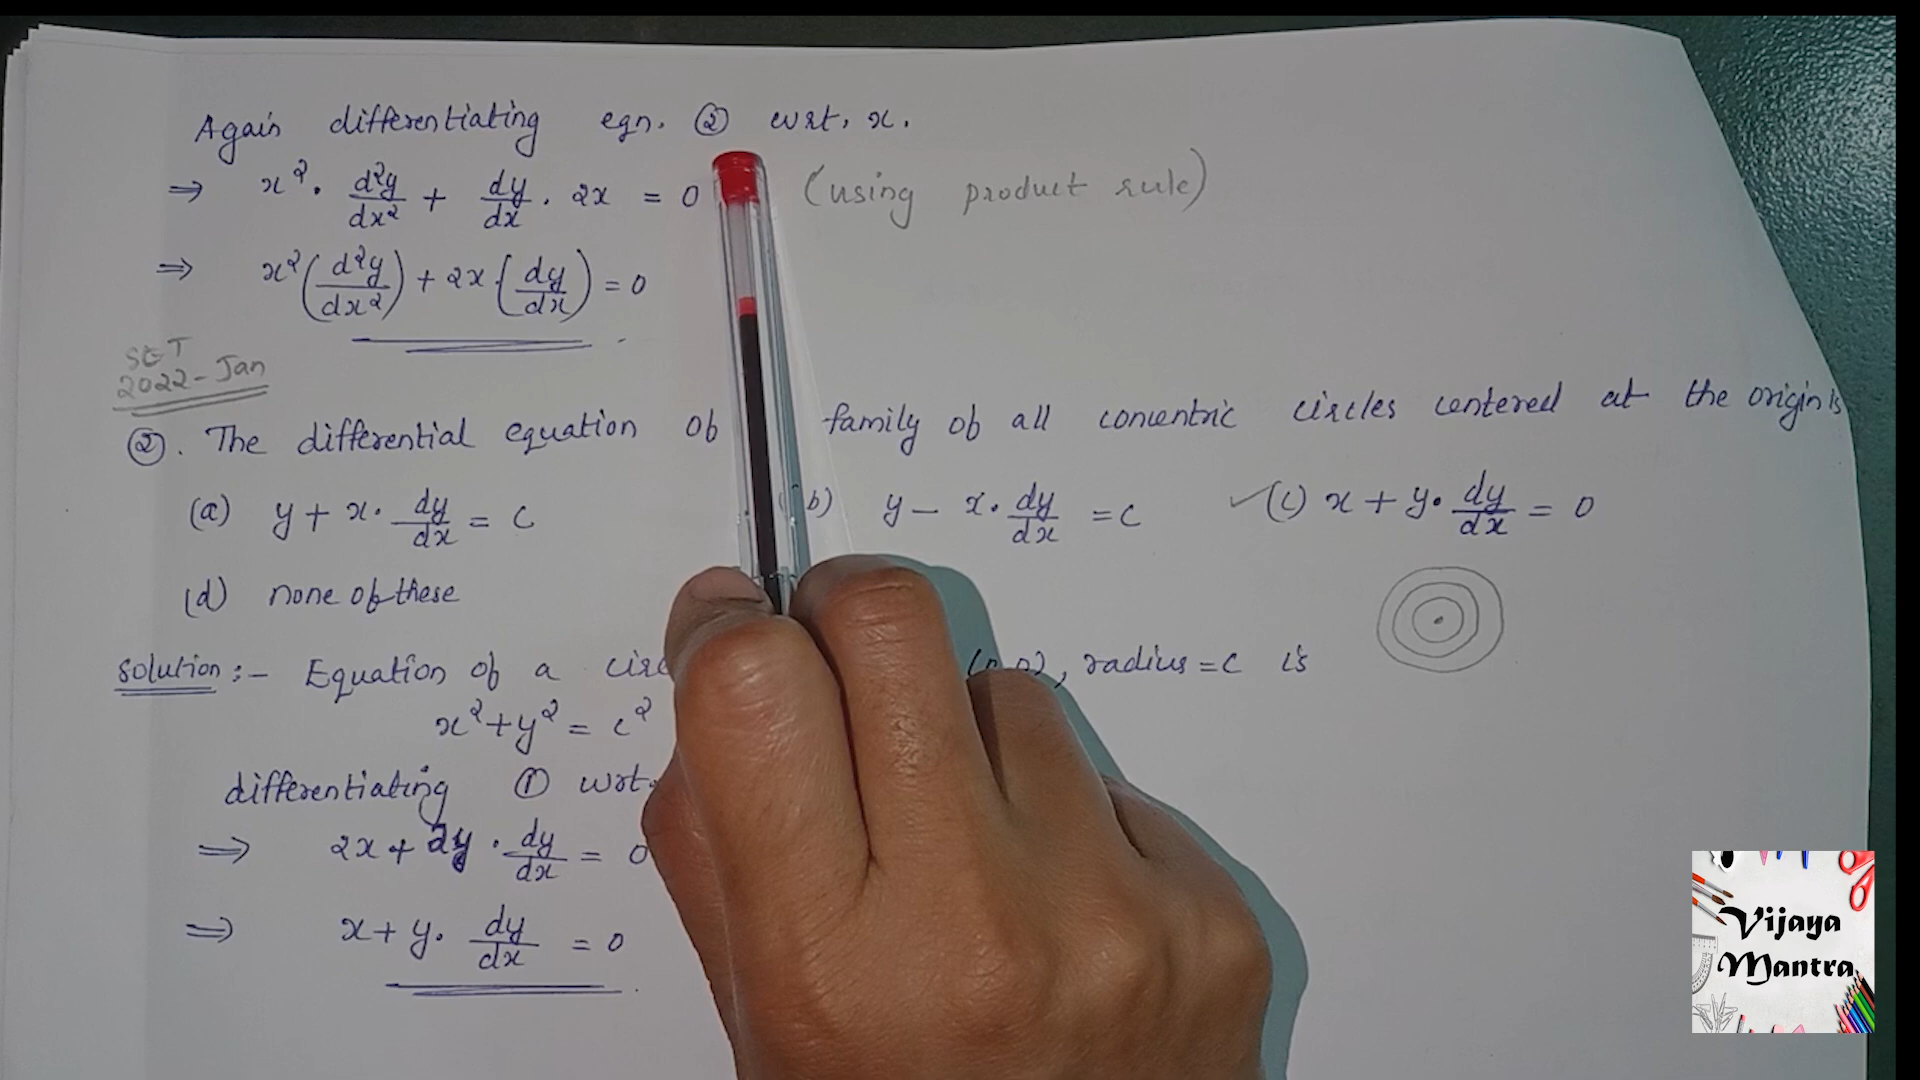 Again differentiating eqn. ② wrt. x.
⇒ x². d²y/dx² + dy/dx . 2x = 0 (using product rule)
⇒ x²(d²y/dx²) + 2x.(dy/dx) = 0
SET
2022 - Jan
②. The differential equation of family of all concentric circles centered at the origin is
(a) y + x. dy/dx = c (b) y - x. dy/dx = c ✓(c) x + y. dy/dx = 0
(d) none of these
Solution :- Equation of a (0,0), radius = c is
x² + y² = c²
differentiating ① wrt.
⇒ 2x + 2y . dy/dx = 0
⇒ x + y. dy/dx = 0
Vijaya
Mantra